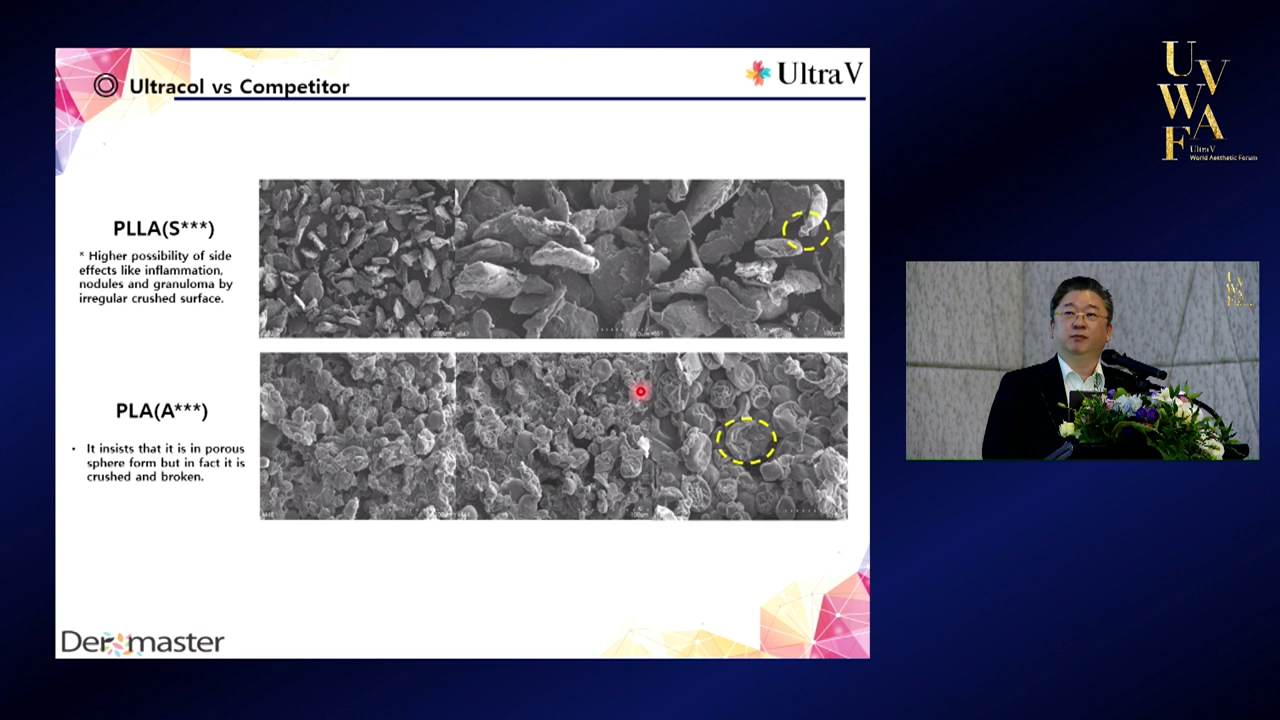 Ultracol vs Competitor
UltraV
PLLA(S***)
* Higher possibility of side
effects like inflammation,
nodules and granuloma by
irregular crushed surface.
PLA(A***)
• It insists that it is in porous
sphere form but in fact it is
crushed and broken.
Dermaster
UV
WA
F
UltraV
World Aesthetic Forum